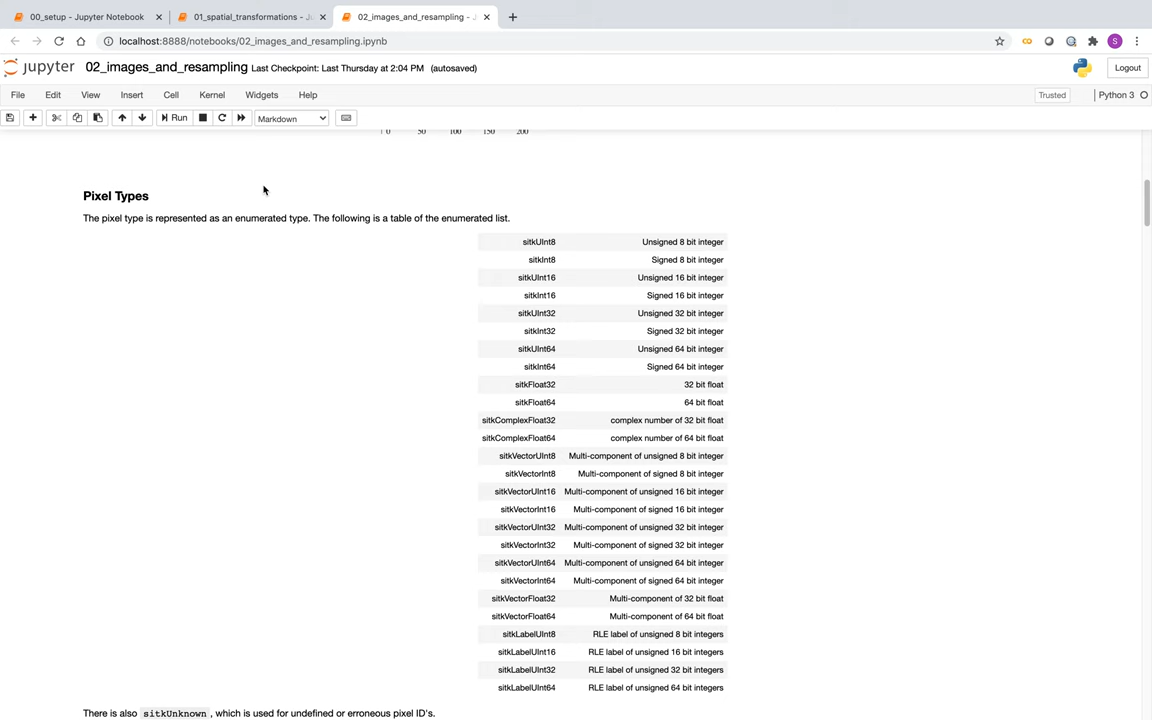 00_setup - Jupyter Notebook
01_spatial_transformations - Ju
02_images_and_resampling - J
localhost:8888/notebooks/02_images_and_resampling.ipynb
S
jupyter 02_images_and_resampling Last Checkpoint: Last Thursday at 2:04 PM (autosaved)
Logout
File Edit View Insert Cell Kernel Widgets Help
Trusted
Python 3
Run
Markdown
0 50 100 150 200
Pixel Types
The pixel type is represented as an enumerated type. The following is a table of the enumerated list.
sitkUInt8 Unsigned 8 bit integer
sitkInt8 Signed 8 bit integer
sitkUInt16 Unsigned 16 bit integer
sitkInt16 Signed 16 bit integer
sitkUInt32 Unsigned 32 bit integer
sitkInt32 Signed 32 bit integer
sitkUInt64 Unsigned 64 bit integer
sitkInt64 Signed 64 bit integer
sitkFloat32 32 bit float
sitkFloat64 64 bit float
sitkComplexFloat32 complex number of 32 bit float
sitkComplexFloat64 complex number of 64 bit float
sitkVectorUInt8 Multi-component of unsigned 8 bit integer
sitkVectorInt8 Multi-component of signed 8 bit integer
sitkVectorUInt16 Multi-component of unsigned 16 bit integer
sitkVectorInt16 Multi-component of signed 16 bit integer
sitkVectorUInt32 Multi-component of unsigned 32 bit integer
sitkVectorInt32 Multi-component of signed 32 bit integer
sitkVectorUInt64 Multi-component of unsigned 64 bit integer
sitkVectorInt64 Multi-component of signed 64 bit integer
sitkVectorFloat32 Multi-component of 32 bit float
sitkVectorFloat64 Multi-component of 64 bit float
sitkLabelUInt8 RLE label of unsigned 8 bit integers
sitkLabelUInt16 RLE label of unsigned 16 bit integers
sitkLabelUInt32 RLE label of unsigned 32 bit integers
sitkLabelUInt64 RLE label of unsigned 64 bit integers
There is also sitkUnknown , which is used for undefined or erroneous pixel ID's.